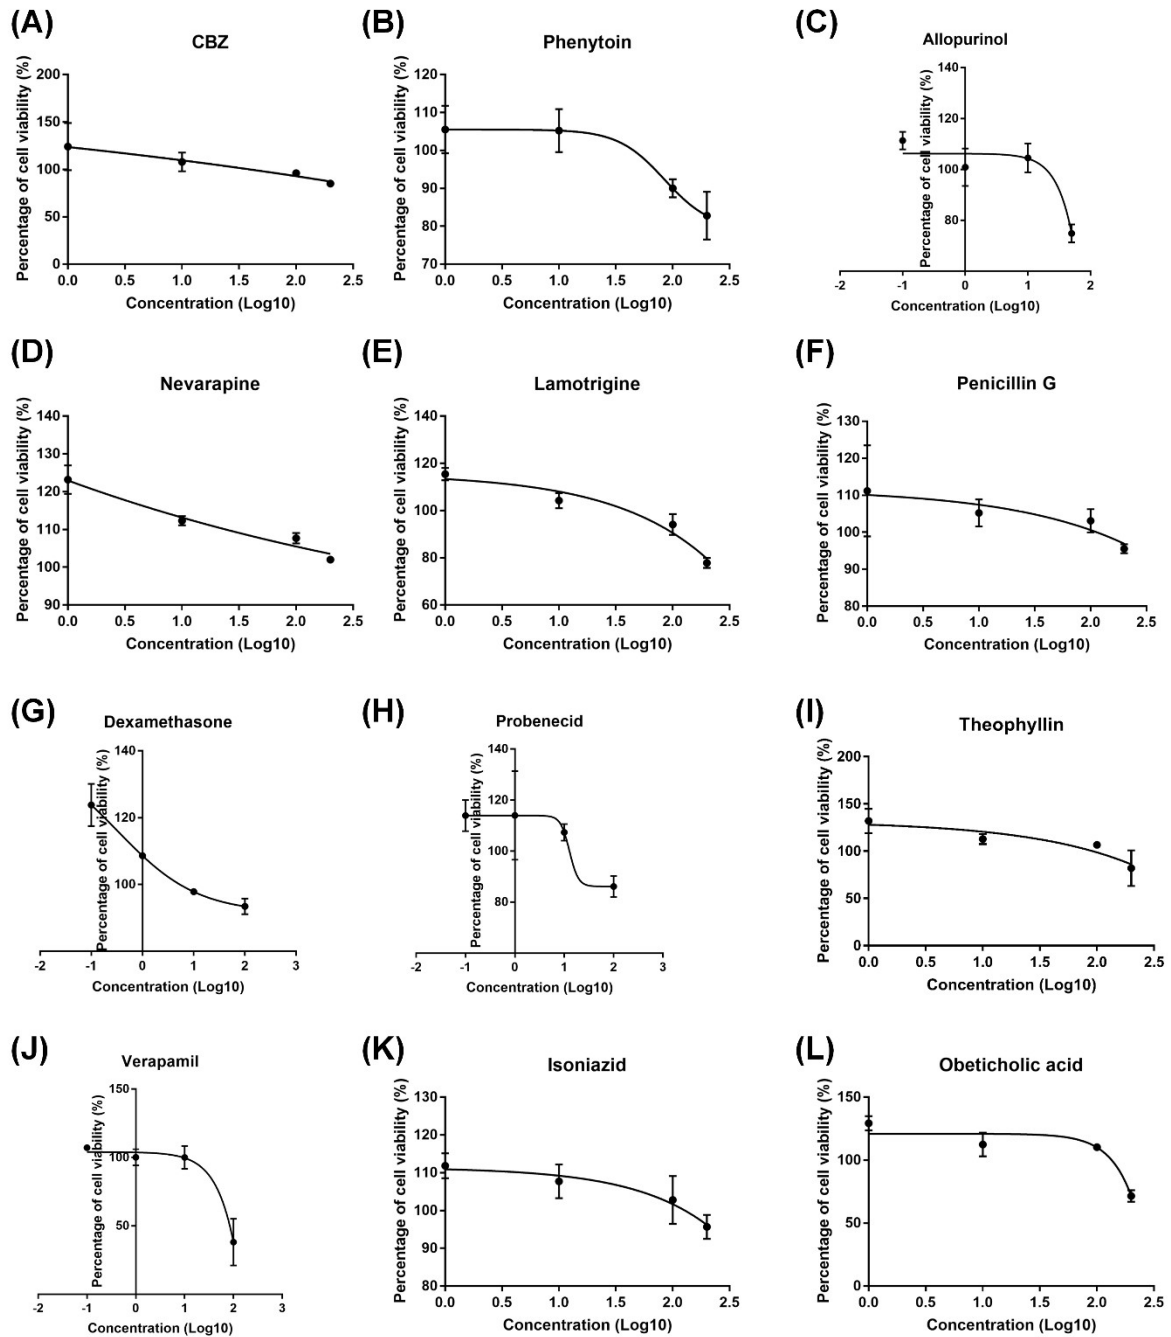 (A)
CBZ
Percentage of cell viability (%)
200
150
100
50
0
0.0 0.5 1.0 1.5 2.0 2.5
Concentration (Log10)
(B)
Phenytoin
Percentage of cell viability (%)
120
110
100
90
80
70
0.0 0.5 1.0 1.5 2.0 2.5
Concentration (Log10)
(C)
Allopurinol
Percentage of cell viability (%)
140
120
100
80
-2 -1 0 1 2
Concentration (Log10)
(D)
Nevarapine
Percentage of cell viability (%)
140
130
120
110
100
90
0.0 0.5 1.0 1.5 2.0 2.5
Concentration (Log10)
(E)
Lamotrigine
Percentage of cell viability (%)
140
120
100
80
60
0.0 0.5 1.0 1.5 2.0 2.5
Concentration (Log10)
(F)
Penicillin G
Percentage of cell viability (%)
130
120
110
100
90
80
0.0 0.5 1.0 1.5 2.0 2.5
Concentration (Log10)
(G)
Dexamethasone
Percentage of cell viability (%)
140
120
100
-2 -1 0 1 2 3
Concentration (Log10)
(H)
Probenecid
Percentage of cell viability (%)
140
120
100
80
-2 -1 0 1 2 3
Concentration (Log10)
(I)
Theophyllin
Percentage of cell viability (%)
200
150
100
50
0
0.0 0.5 1.0 1.5 2.0 2.5
Concentration (Log10)
(J)
Verapamil
Percentage of cell viability (%)
150
100
50
-2 -1 0 1 2 3
Concentration (Log10)
(K)
Isoniazid
Percentage of cell viability (%)
130
120
110
100
90
80
0.0 0.5 1.0 1.5 2.0 2.5
Concentration (Log10)
(L)
Obeticholic acid
Percentage of cell viability (%)
150
100
50
0
0.0 0.5 1.0 1.5 2.0 2.5
Concentration (Log10)